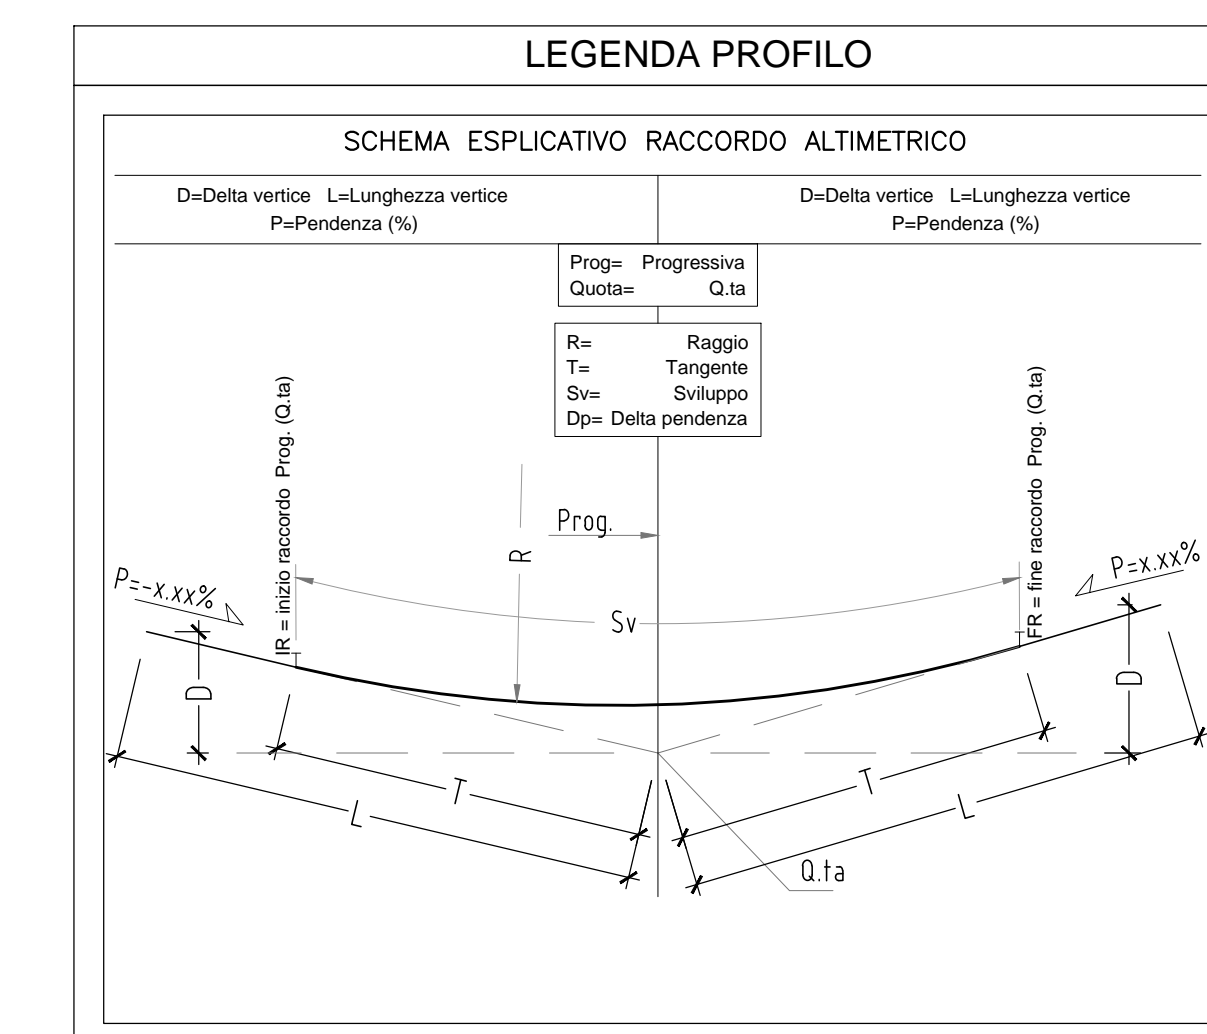 LEGENDA PROFILO
SCHEMA ESPLICATIVO RACCORDO ALTIMETRICO
D=Delta vertice L=Lunghezza vertice
P=Pendenza (%)
D=Delta vertice L=Lunghezza vertice
P=Pendenza (%)
Prog= Progressiva
Quota= Q.ta
R= Raggio
T= Tangente
Sv= Sviluppo
Dp= Delta pendenza
IR = inizio raccordo Prog. (Q.ta)
FR = fine raccordo Prog. (Q.ta)
Prog.
R
P=-x.xx%
P=x.xx%
Sv
D
D
T
T
L
L
Q.ta